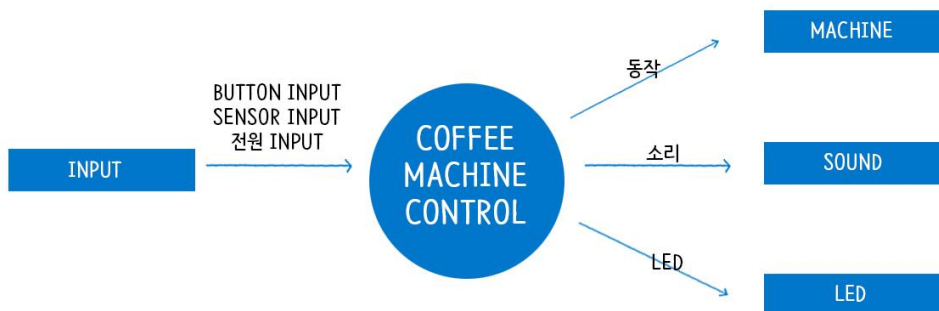 INPUT
BUTTON INPUT
SENSOR INPUT
전원 INPUT
COFFEE
MACHINE
CONTROL
동작
소리
LED
MACHINE
SOUND
LED